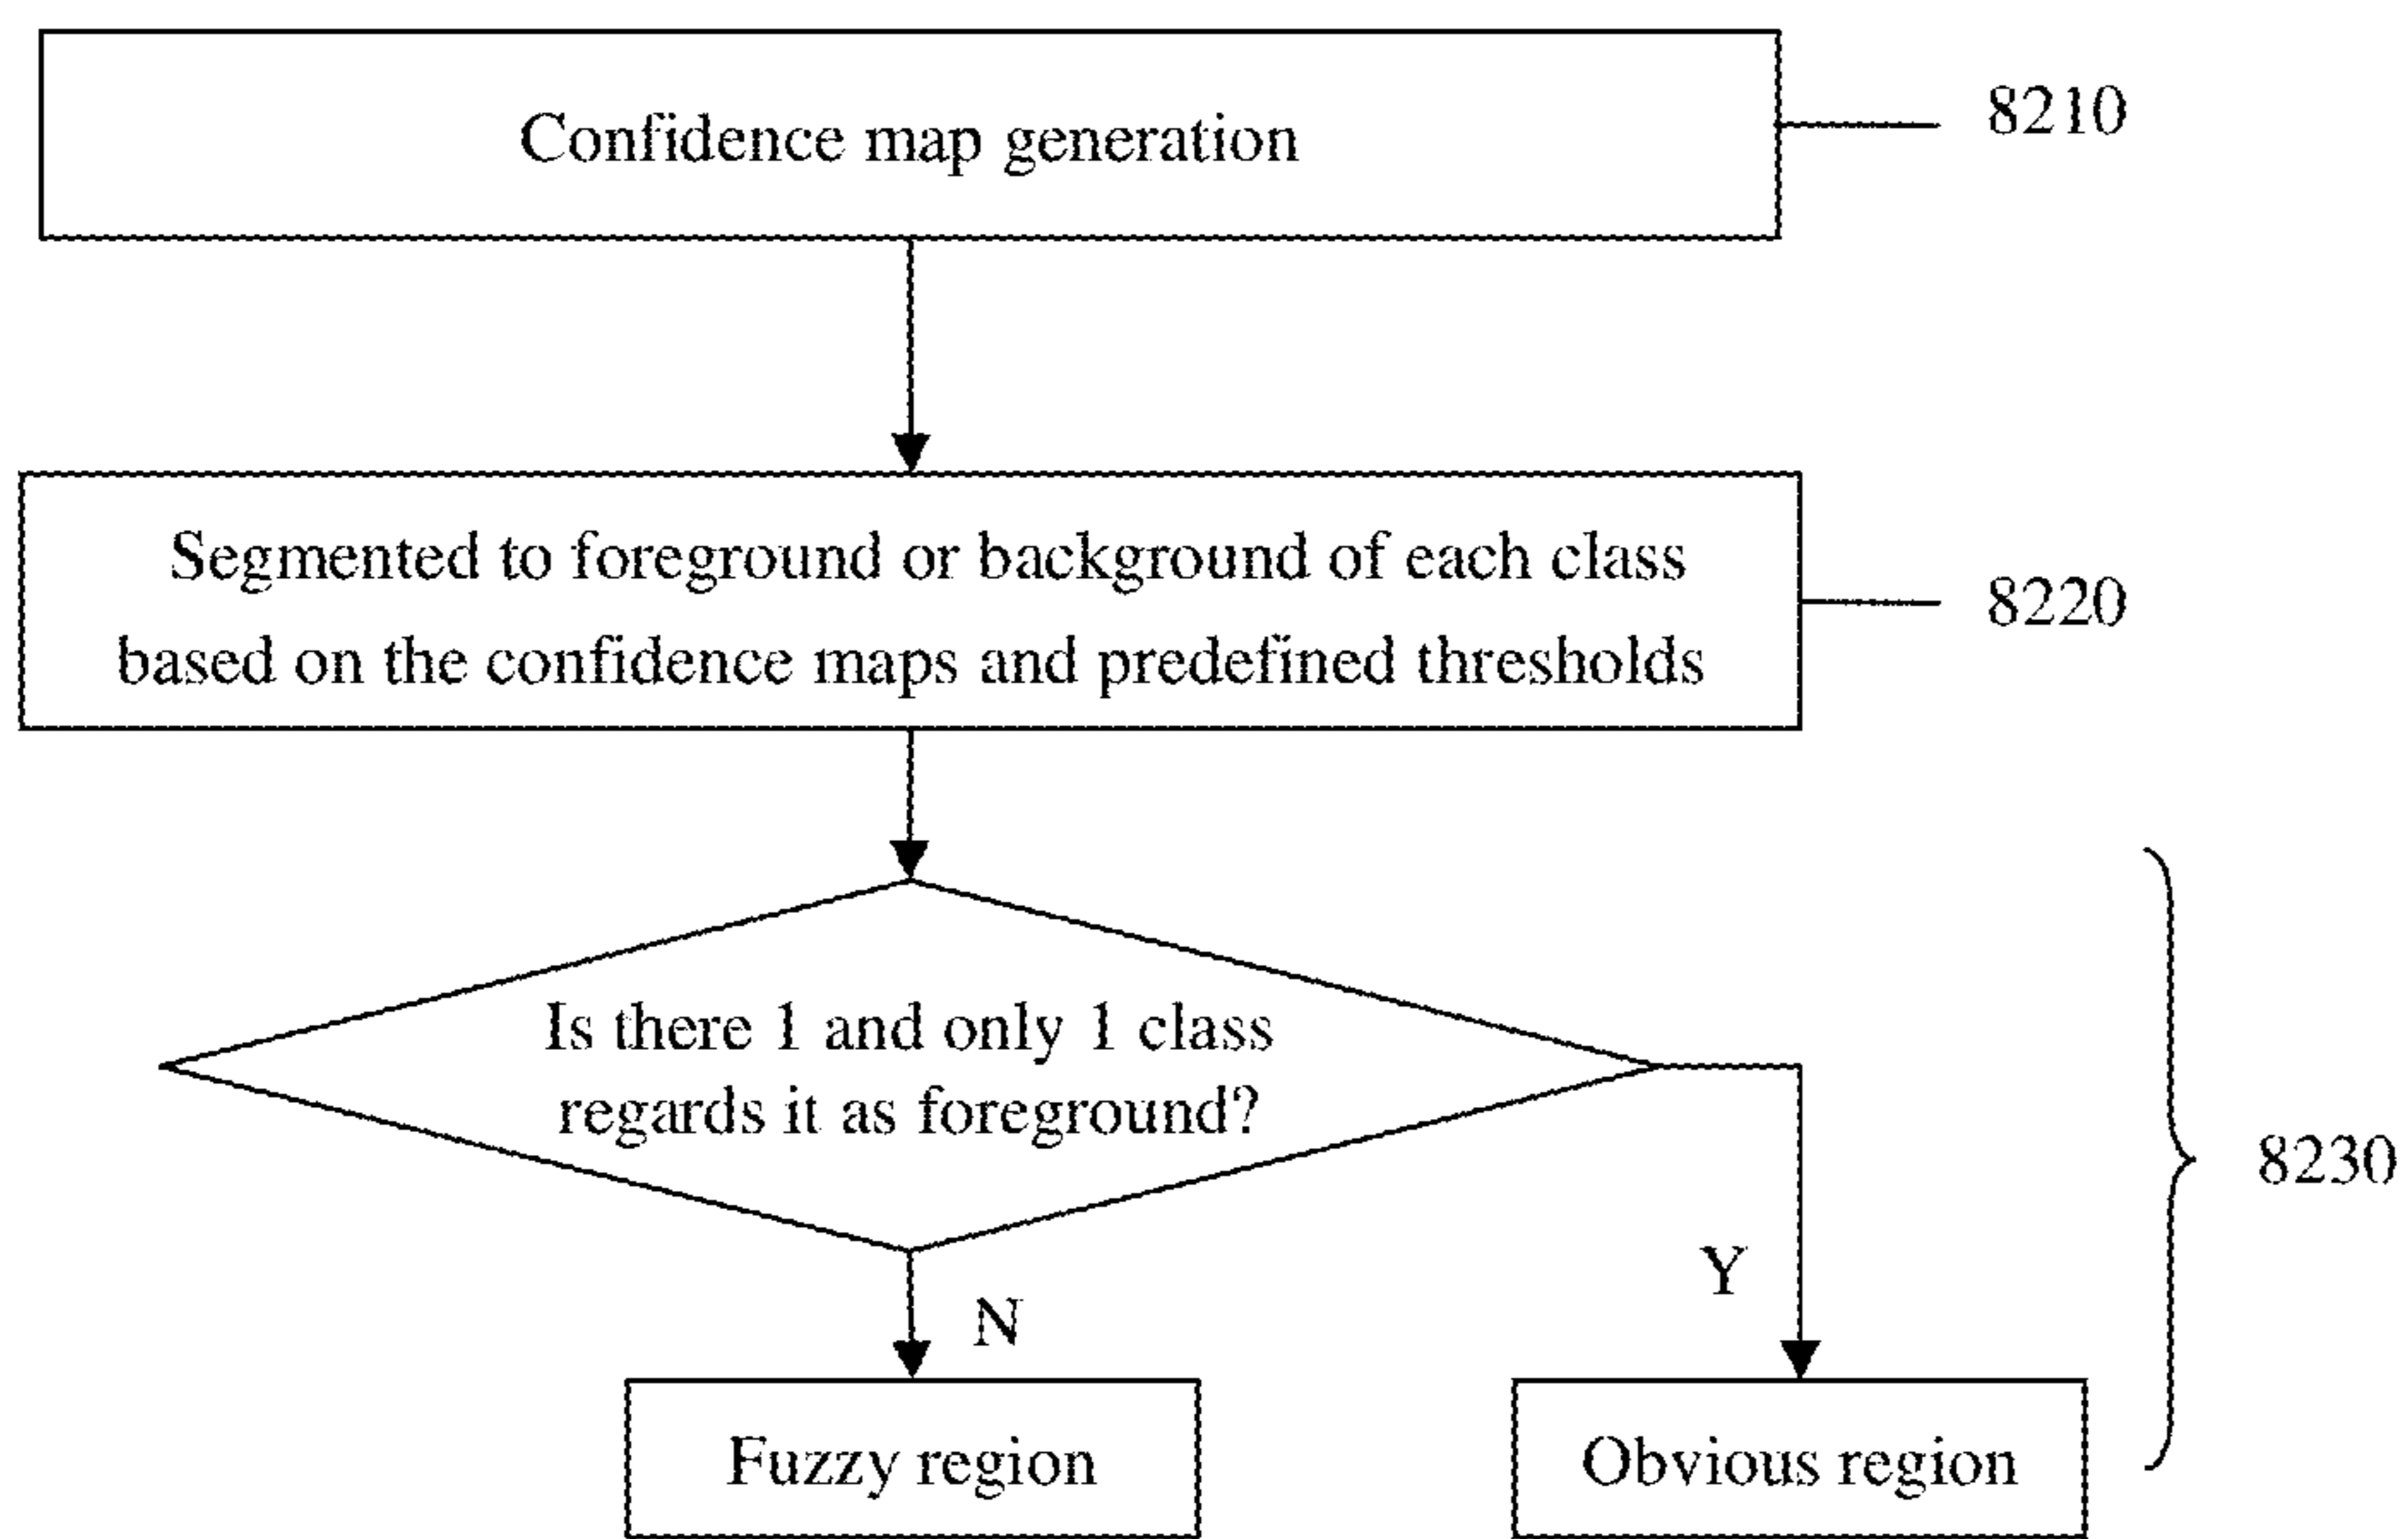 Confidence map generation
8210
Segmented to foreground or background of each class
based on the confidence maps and predefined thresholds
8220
Is there 1 and only 1 class
regards it as foreground?
8230
Y
N
Fuzzy region
Obvious region